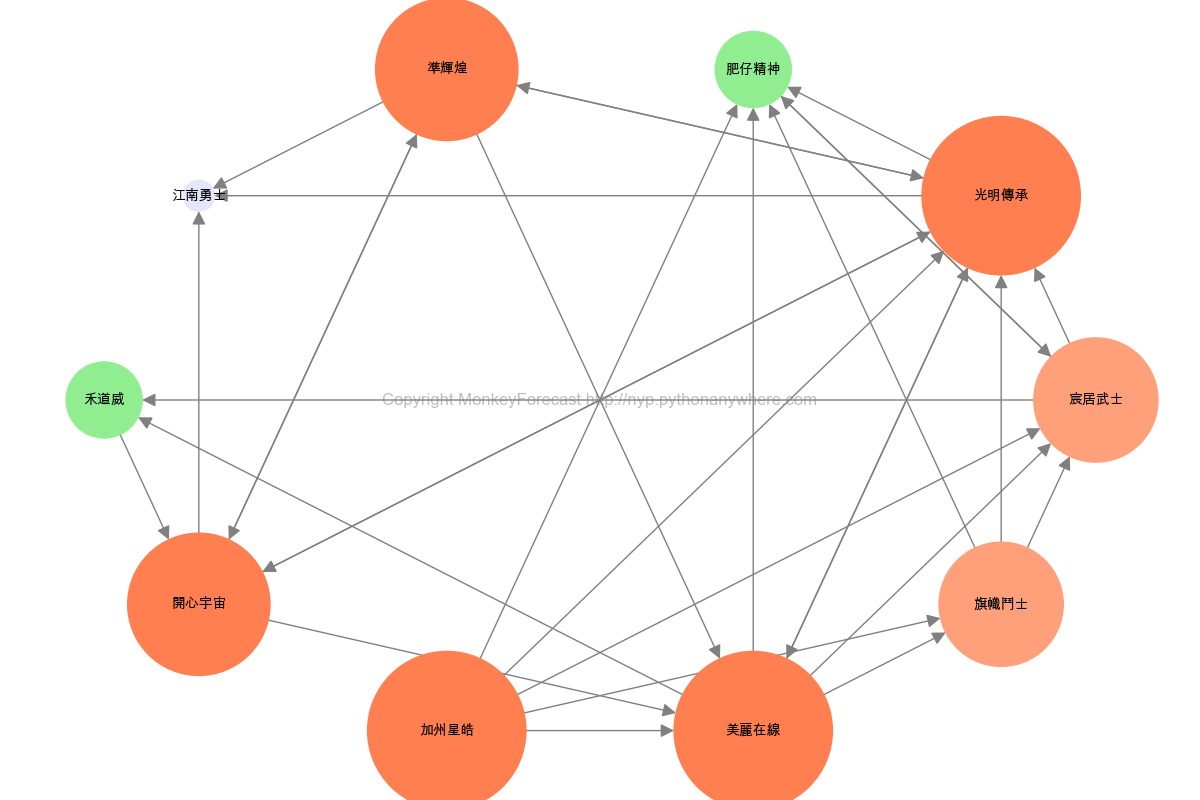 準輝煌
肥仔精神
江南勇士
光明傳承
禾道威
Copyright MonkeyForecast http://nyp.pythonanywhere.com
宸居武士
開心宇宙
旗幟鬥士
加州星皓
美麗在線